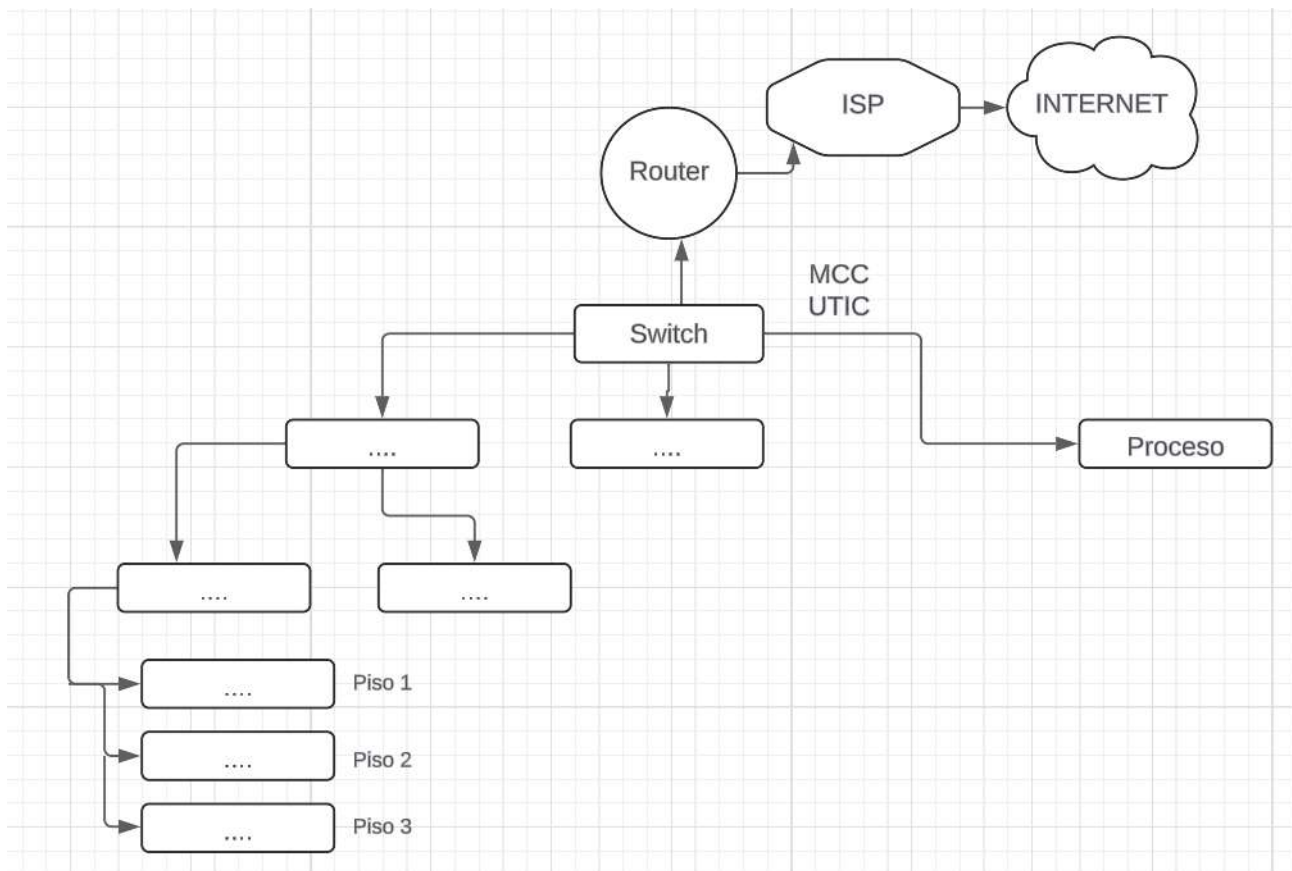 ISP
INTERNET
Router
MCC
UTIC
Switch
....
....
Proceso
....
....
....
Piso 1
....
Piso 2
....
Piso 3